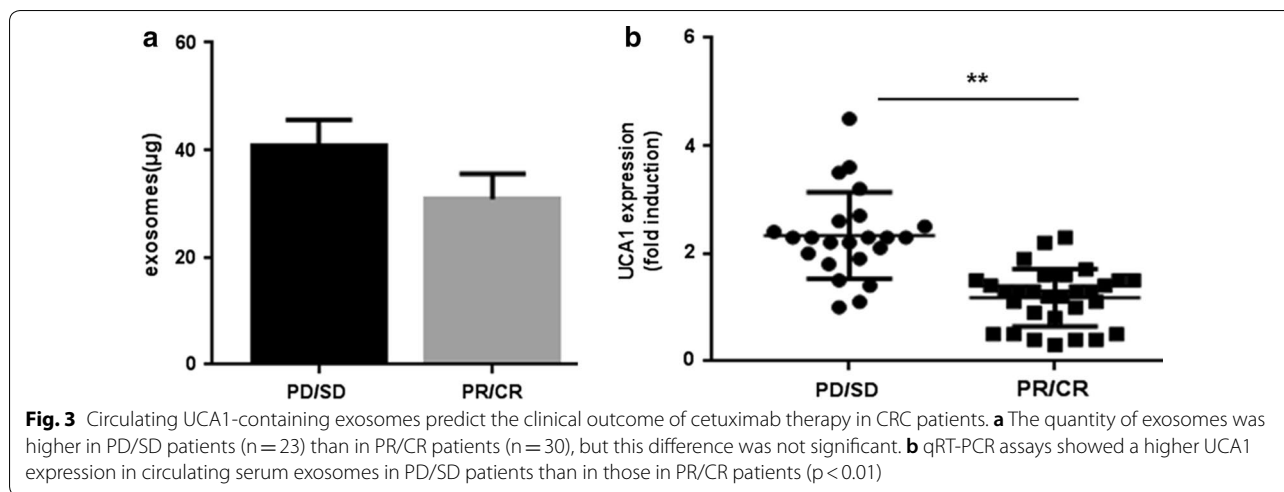 a
60
40
20
0
exosomes(μg)
PD/SD
PR/CR
b
6
4
2
0
UCA1 expression
(fold induction)
**
PD/SD
PR/CR
Fig. 3 Circulating UCA1-containing exosomes predict the clinical outcome of cetuximab therapy in CRC patients. a The quantity of exosomes was
higher in PD/SD patients (n = 23) than in PR/CR patients (n = 30), but this difference was not significant. b qRT-PCR assays showed a higher UCA1
expression in circulating serum exosomes in PD/SD patients than in those in PR/CR patients (p < 0.01)